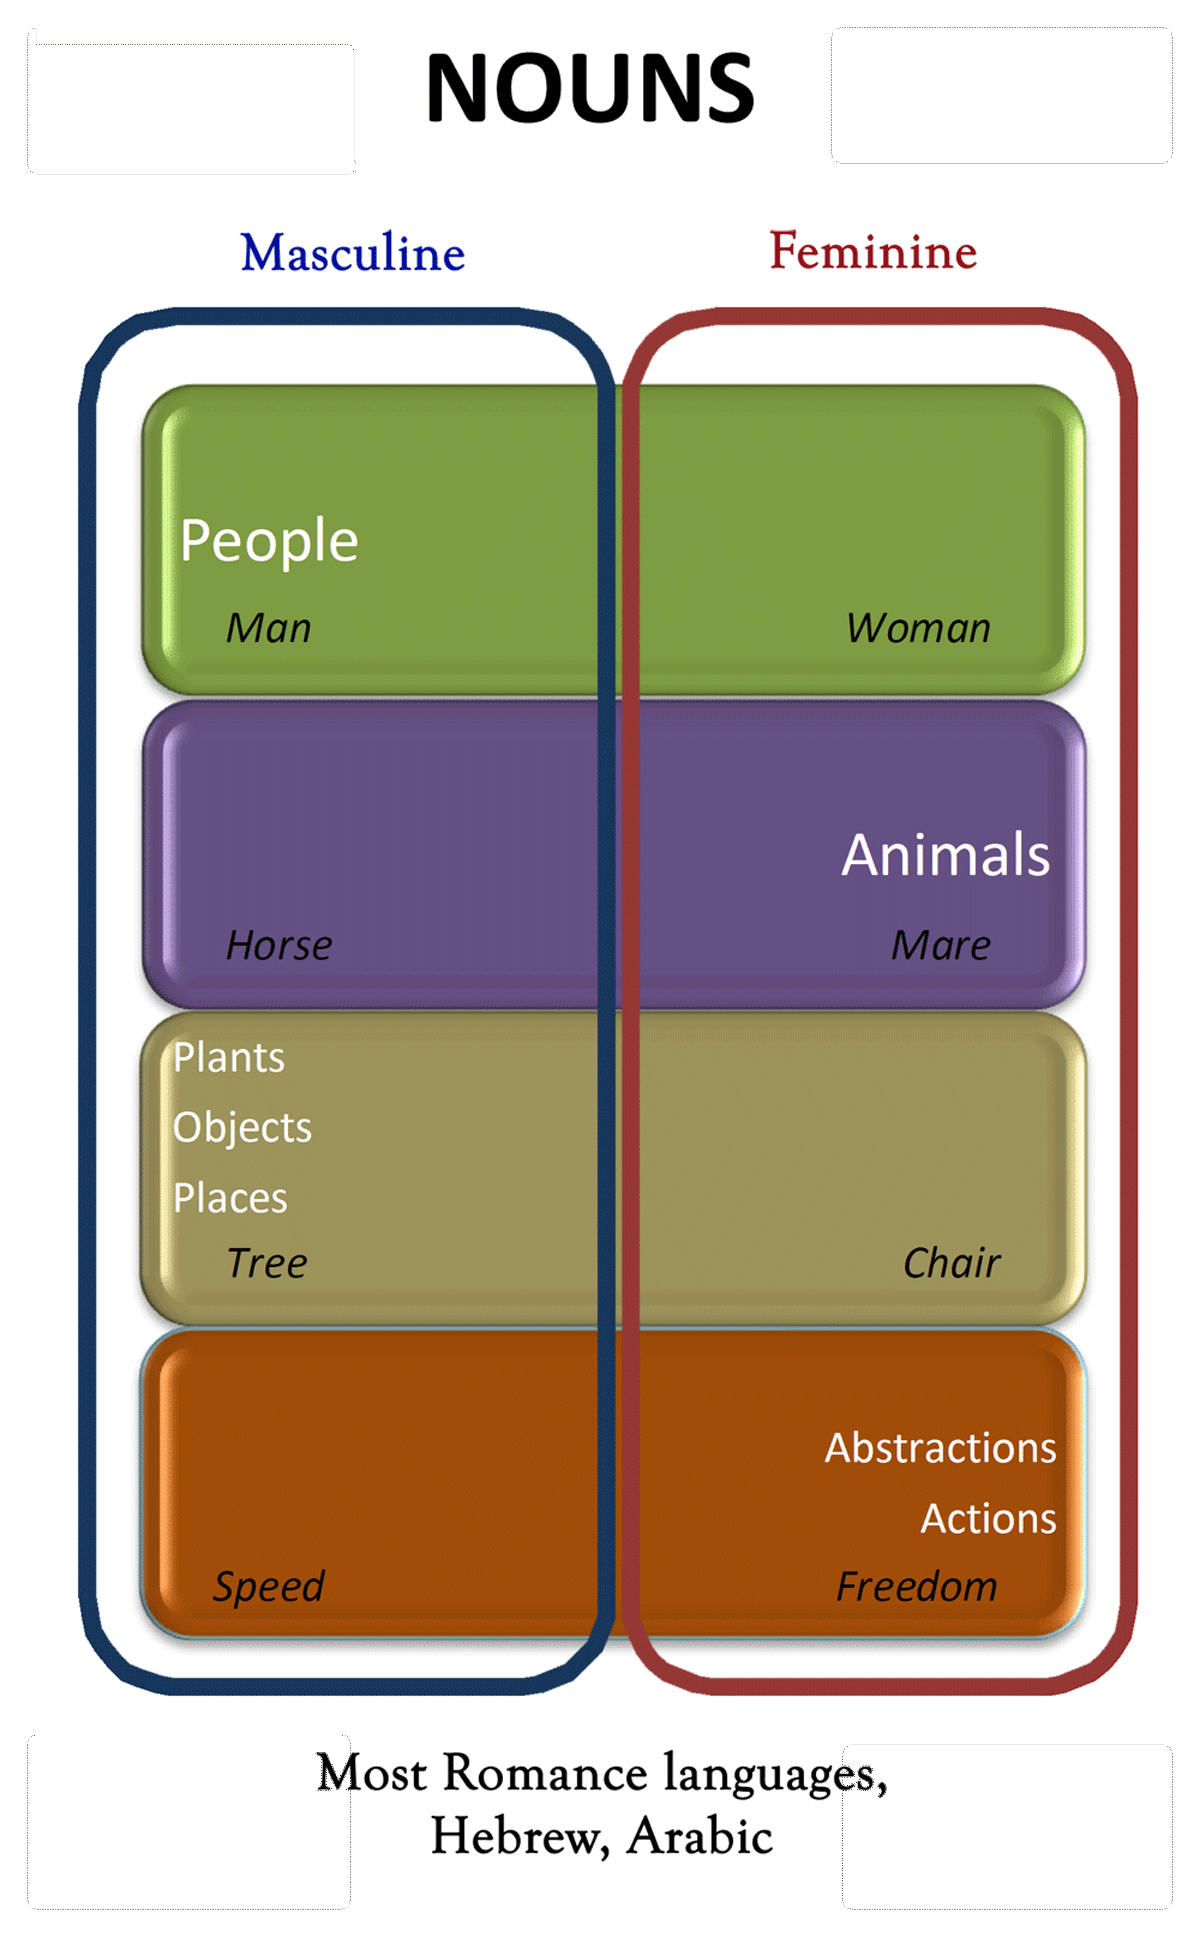 NOUNS
Masculine
Feminine
People
Man
Woman
Animals
Horse
Mare
Plants
Objects
Places
Tree
Chair
Abstractions
Actions
Speed
Freedom
Most Romance languages,
Hebrew, Arabic